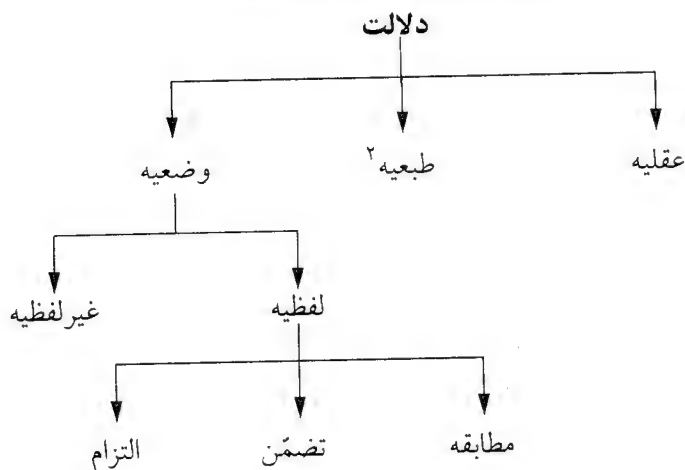 دلالت
عقلیه طبعیه۲ وضعیه
لفظیه غیرلفظیه
مطابقه تضمّن التزام